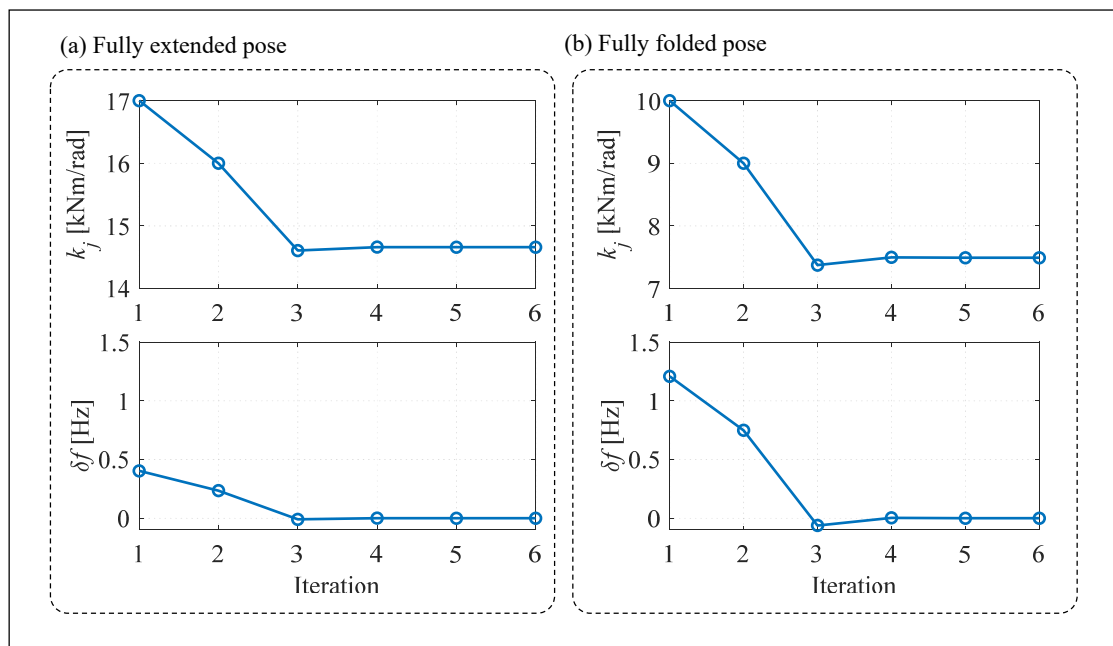 (a) Fully extended pose
17
16
15
14
k_j [kNm/rad]
1 2 3 4 5 6
1.5
1
0.5
0
δf [Hz]
1 2 3 4 5 6
Iteration
(b) Fully folded pose
10
9
8
7
k_j [kNm/rad]
1 2 3 4 5 6
1.5
1
0.5
0
δf [Hz]
1 2 3 4 5 6
Iteration